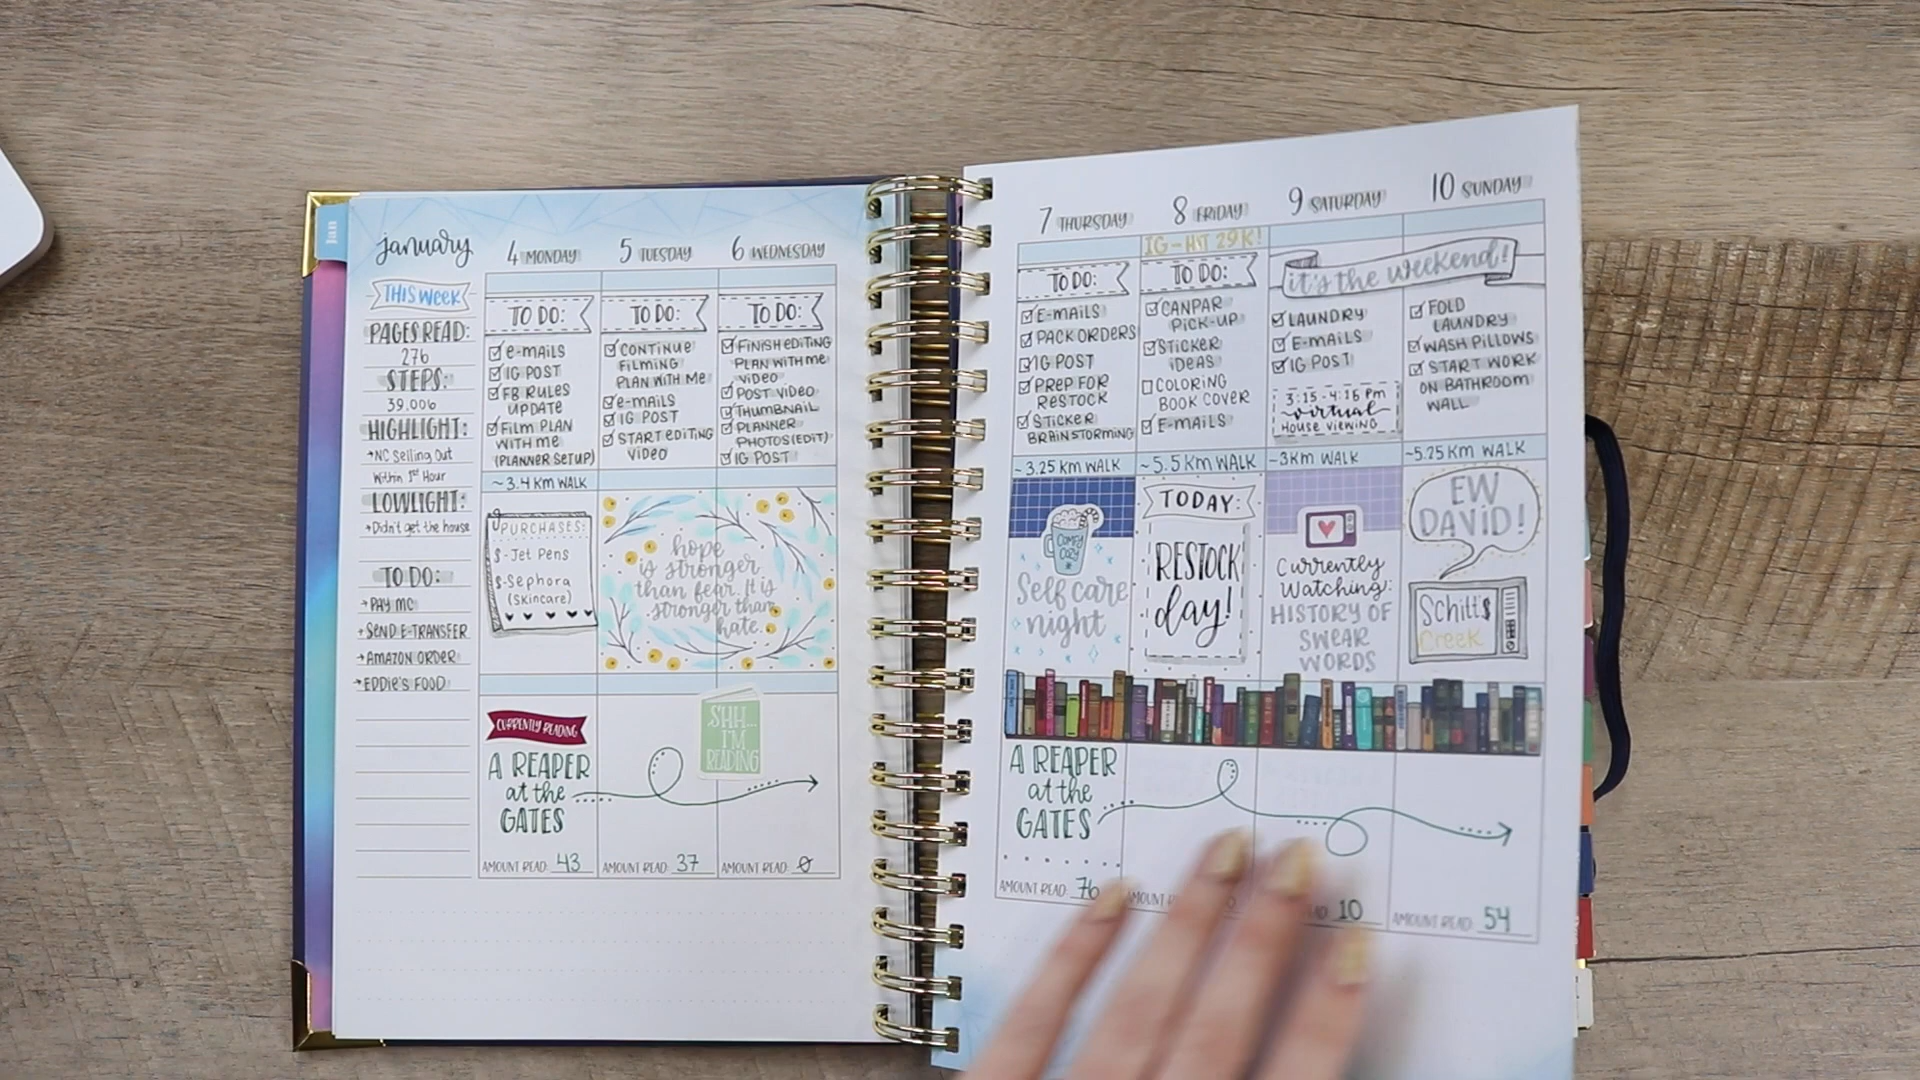 Jan
january
THIS WEEK
PAGES READ:
276
STEPS:
39,006
HIGHLIGHT:
→NC Selling Out
Within 1st Hour
LOWLIGHT:
→Didn't get the house
TO DO:
→PAY MC
→SEND E-TRANSFER
→AMAZON ORDER
→EDDIE'S FOOD
4 MONDAY
TO DO:
E-MAILS
IG POST
FB RULES
UPDATE
FILM PLAN
WITH ME
(PLANNER SETUP)
~3.4 KM WALK
PURCHASES:
$-Jet Pens
$-Sephora
(Skincare)
CURRENTLY READING
A REAPER
at the
GATES
AMOUNT READ: 43
5 TUESDAY
TO DO:
CONTINUE
FILMING
PLAN WITH ME
E-MAILS
IG POST
START EDITING
VIDEO
6 WEDNESDAY
TO DO:
FINISH EDITING
PLAN WITH ME
VIDEO
POST VIDEO
THUMBNAIL
PLANNER
PHOTOS (EDIT)
IG POST
hope
is stronger
than fear. It is
stronger than
hate.
SHH...
I'M
READING
AMOUNT READ: 37
AMOUNT READ: 0
7 THURSDAY
TO DO:
E-MAILS
PACK ORDERS
IG POST
PREP FOR
RESTOCK
STICKER
BRAINSTORMING
~3.25 KM WALK
COMFY
COZY
Self care
night
A REAPER
at the
GATES
AMOUNT READ: 76
8 FRIDAY
IG-HIT 29K!
TO DO:
CANPAR
PICK-UP
STICKER
IDEAS
COLORING
BOOK COVER
E-MAILS
~5.5 KM WALK
TODAY:
RESTOCK
day!
AMOUNT
9 SATURDAY
it's the weekend!
LAUNDRY
E-MAILS
IG POST
3:15-4:15 PM
virtual
HOUSE VIEWING
~3KM WALK
Currently
Watching:
HISTORY OF
SWEAR
WORDS
10
10 SUNDAY
FOLD
LAUNDRY
WASH PILLOWS
START WORK
ON BATHROOM
WALL
~5.25 KM WALK
EW
DAVID!
Schitt's
Creek
AMOUNT READ: 54